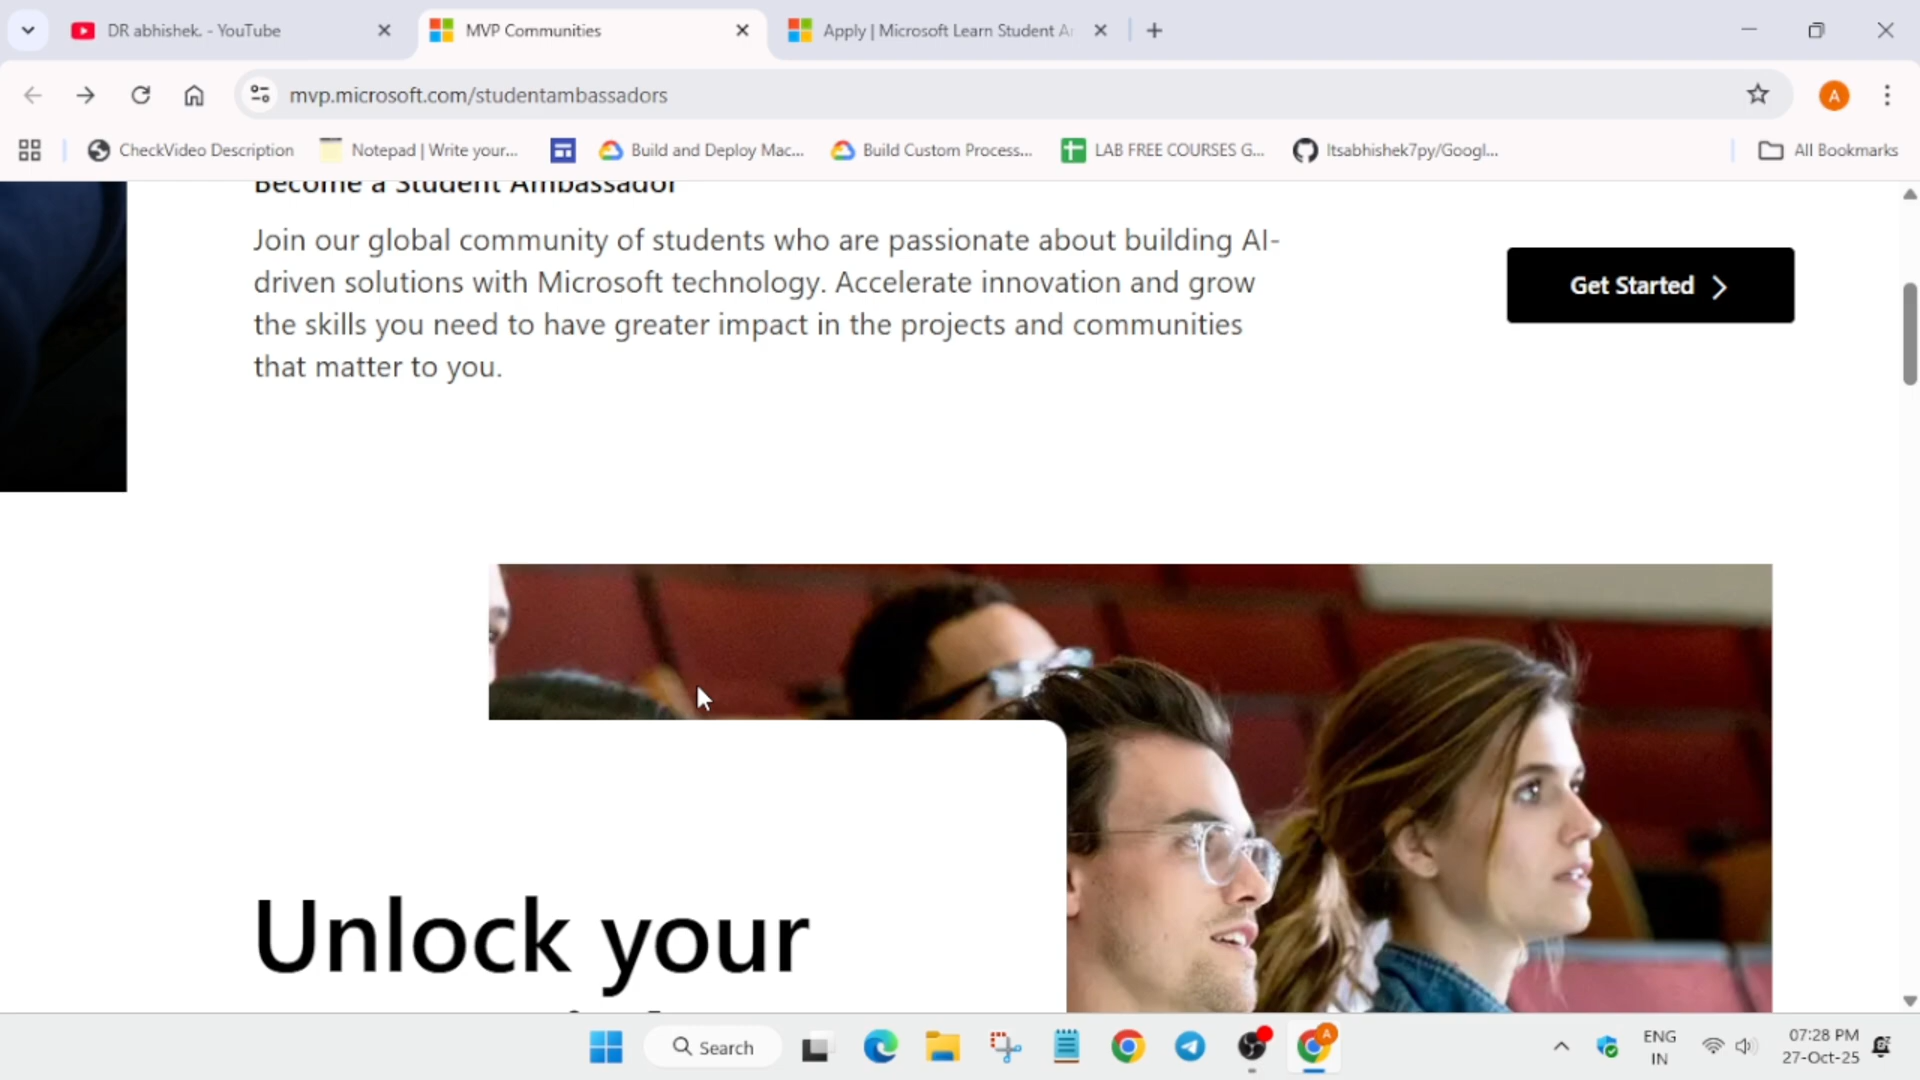 DR abhishek. - YouTube
MVP Communities
Apply | Microsoft Learn Student A
mvp.microsoft.com/studentambassadors
A
CheckVideo Description
Notepad | Write your...
Build and Deploy Mac...
Build Custom Process...
LAB FREE COURSES G...
Itsabhishek7py/Googl...
All Bookmarks
Become a Student Ambassador
Join our global community of students who are passionate about building AI-
driven solutions with Microsoft technology. Accelerate innovation and grow
the skills you need to have greater impact in the projects and communities
that matter to you.
Get Started
Unlock your
Search
A
ENG
IN
07:28 PM
27-Oct-25